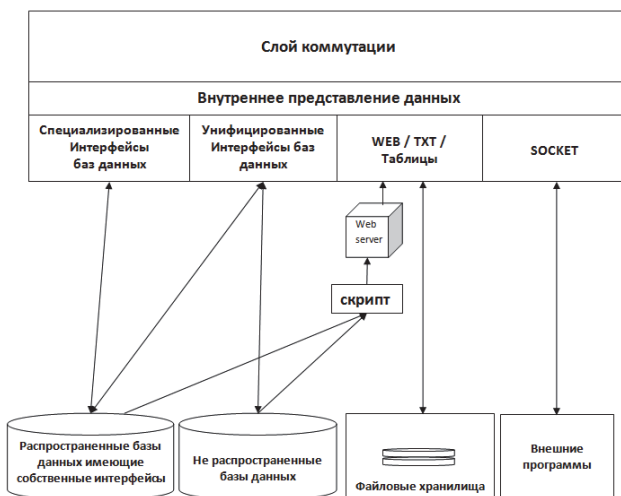 Слой коммутации
Внутреннее представление данных
Специализированные
Интерфейсы
баз данных
Унифицированные
Интерфейсы баз
данных
WEB / TXT /
Таблицы
SOCKET
Web
server
скрипт
Распространенные базы
данных имеющие
собственные интерфейсы
Не распространенные
базы данных
Файловые хранилища
Внешние
программы